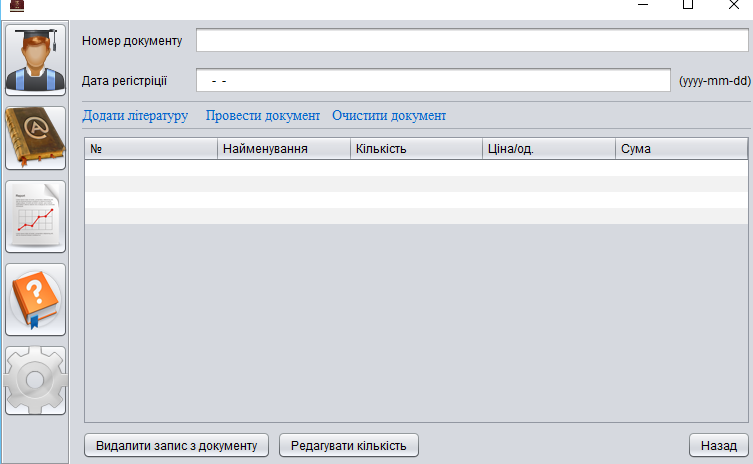 Номер документу
Дата регістріції - - (yyyy-mm-dd)
Додати літературу Провести документ Очистити документ
№ Найменування Кількість Ціна/од. Сума
Видалити запис з документу Редагувати кількість Назад